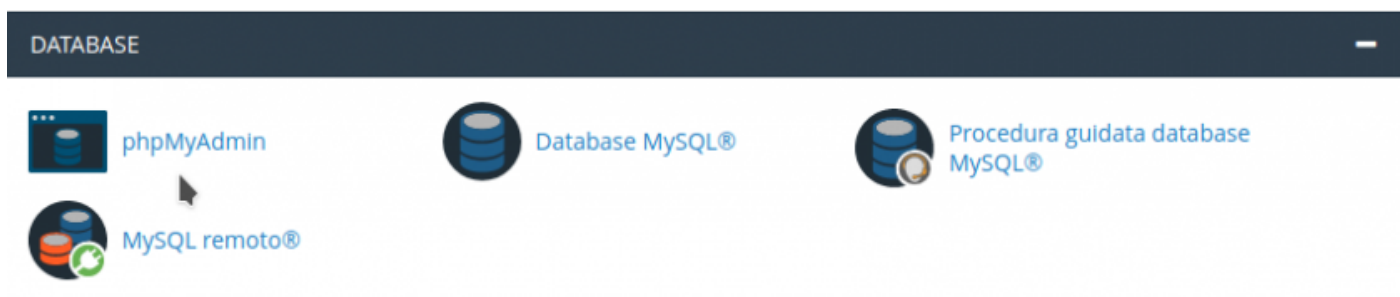 DATABASE
phpMyAdmin
Database MySQL®
Procedura guidata database
MySQL®
MySQL remoto®